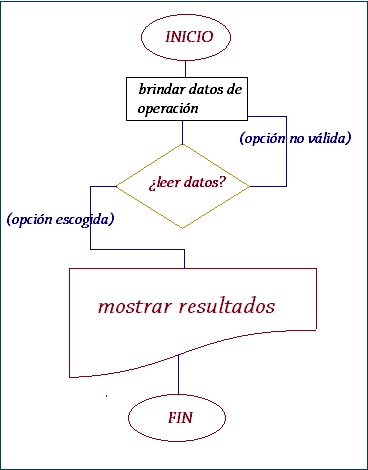 INICIO
brindar datos de
operación
(opción no válida)
¿leer datos?
(opción escogida)
mostrar resultados
FIN